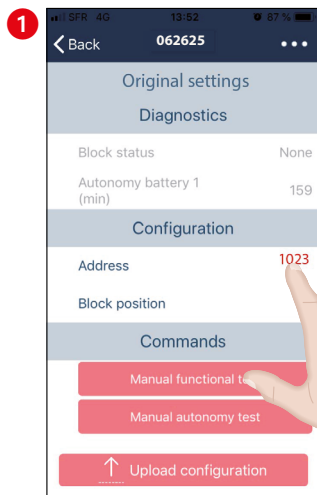 1
SFR 4G 13:52 87 %
Back 062625
Original settings
Diagnostics
Block status None
Autonomy battery 1 159
(min)
Configuration
Address 1023
Block position
Commands
Manual functional te
Manual autonomy test
Upload configuration